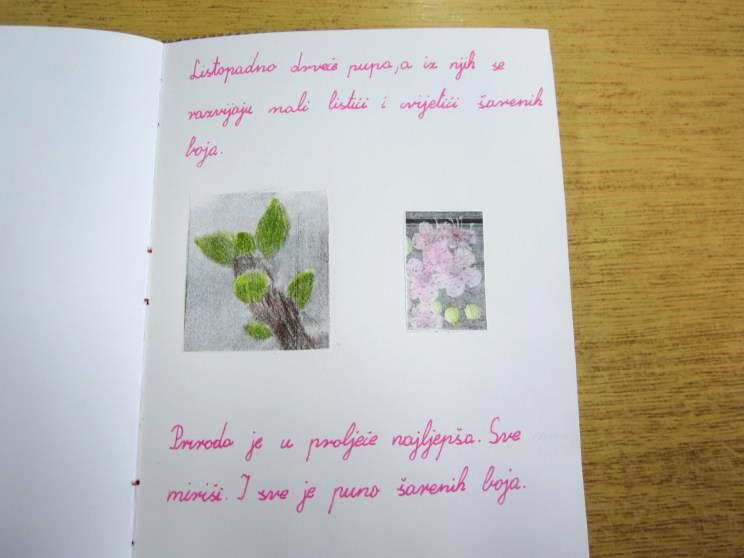 Listopadno drveće pupa, a iz njih se
razvijaju mali listići i cvijetići šarenih
boja.
Priroda je u proljeće najljepša. Sve
miriši. I sve je puno šarenih boja.